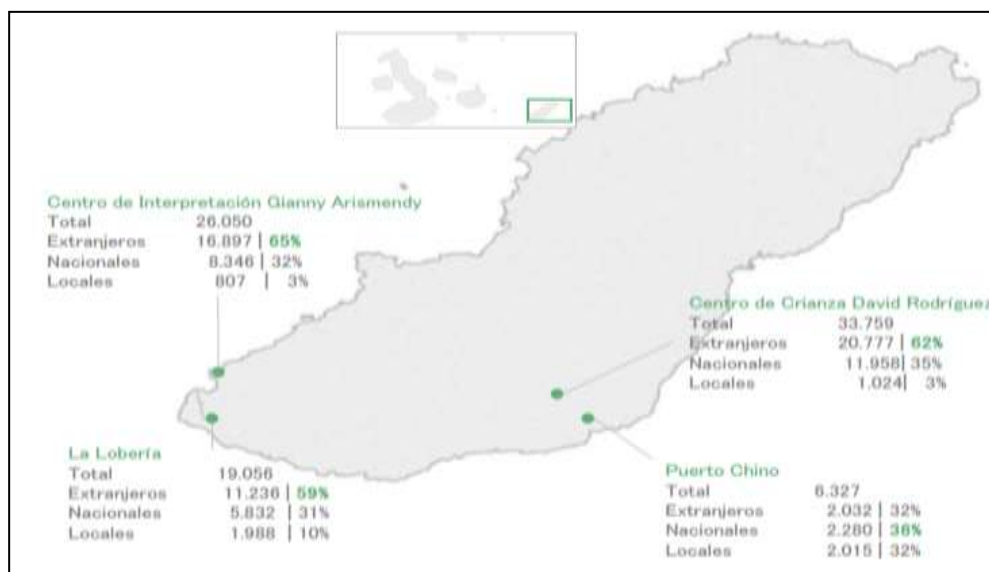 Centro de Interpretación Gianny Arismendy
Total 26.050
Extranjeros 16.897 | 65%
Nacionales 8.346 | 32%
Locales 807 | 3%
Centro de Crianza David Rodríguez
Total 33.759
Extranjeros 20.777 | 62%
Nacionales 11.958| 35%
Locales 1.024| 3%
La Lobería
Total 19.056
Extranjeros 11.236 | 59%
Nacionales 5.832 | 31%
Locales 1.988 | 10%
Puerto Chino
Total 6.327
Extranjeros 2.032 | 32%
Nacionales 2.280 | 36%
Locales 2.015 | 32%